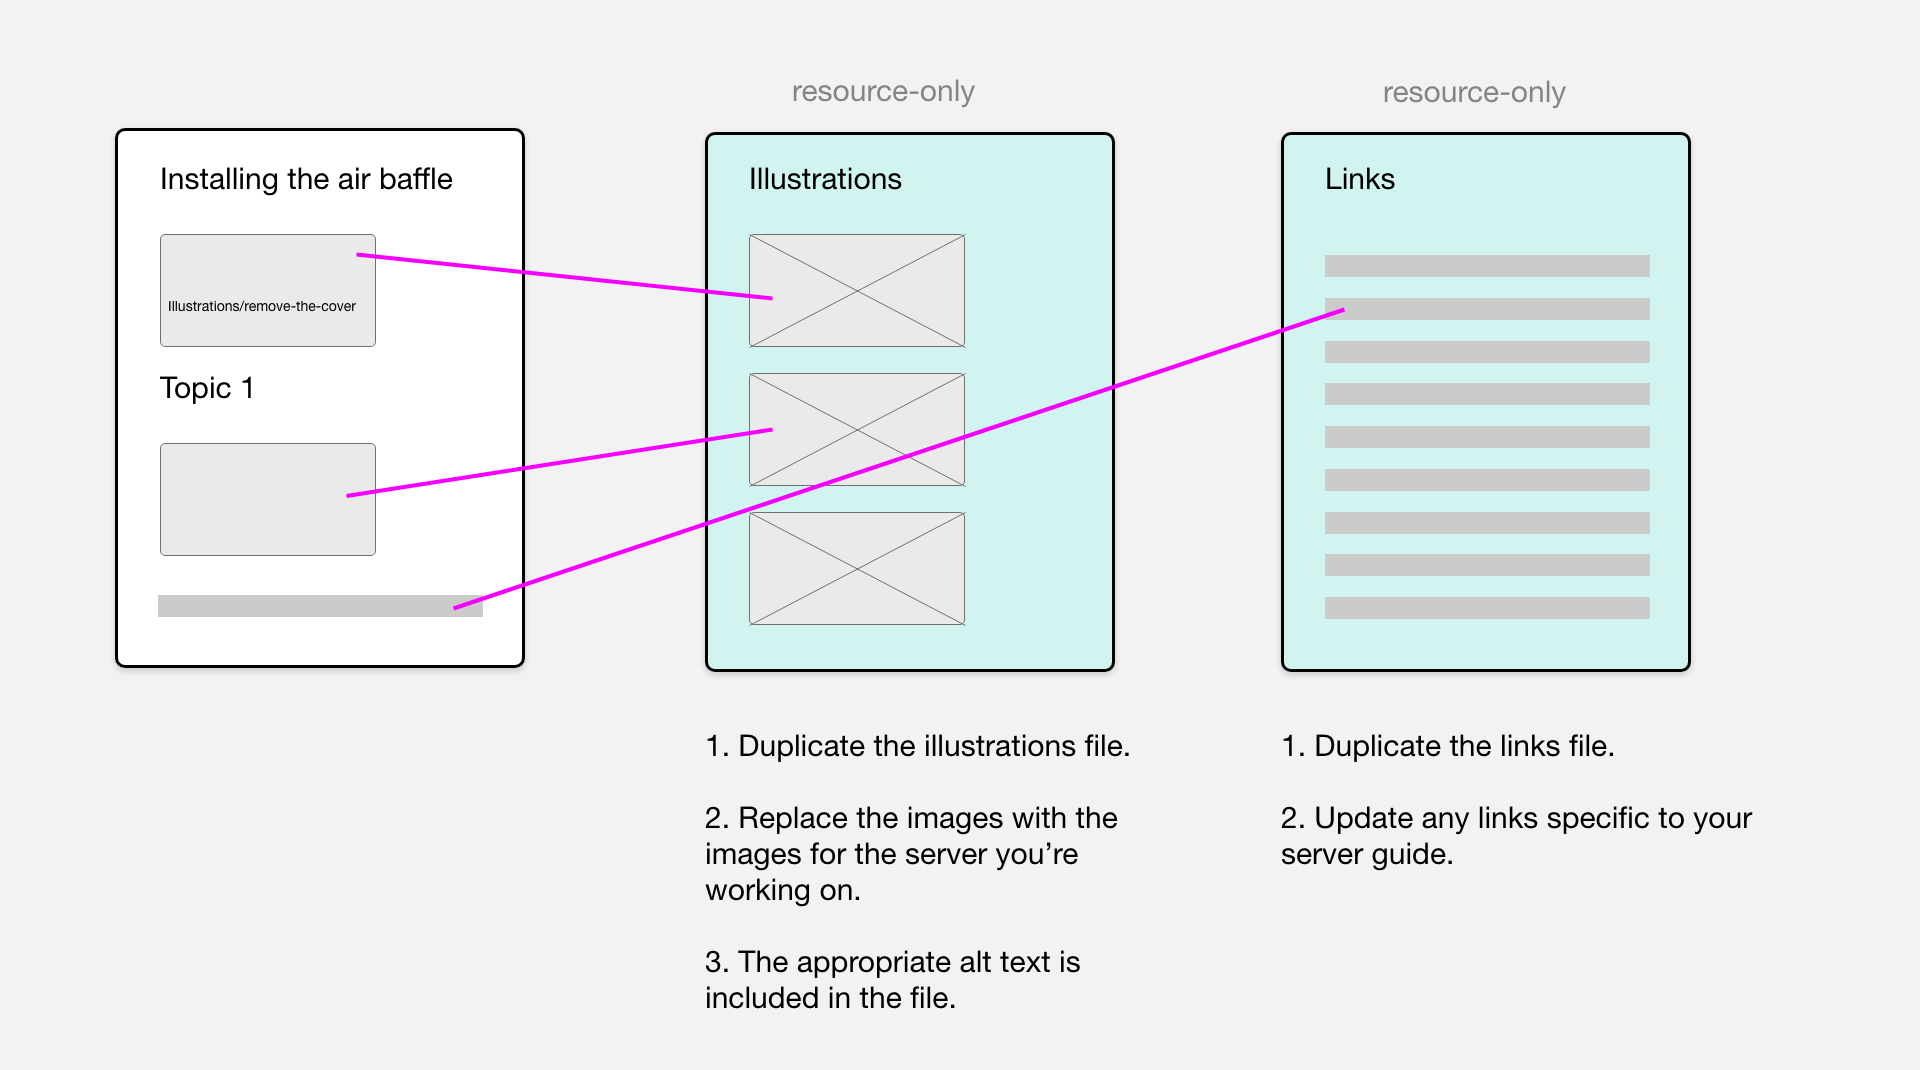 resource-only
resource-only
Installing the air baffle
Illustrations/remove-the-cover
Topic 1
Illustrations
Links
1. Duplicate the illustrations file.
2. Replace the images with the
images for the server you’re
working on.
3. The appropriate alt text is
included in the file.
1. Duplicate the links file.
2. Update any links specific to your
server guide.